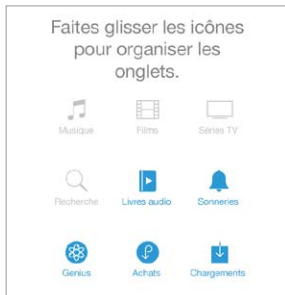 Faites glisser les icônes
pour organiser les
onglets.
Musique Films Séries TV
Recherche Livres audio Sonneries
Genius Achats Chargements